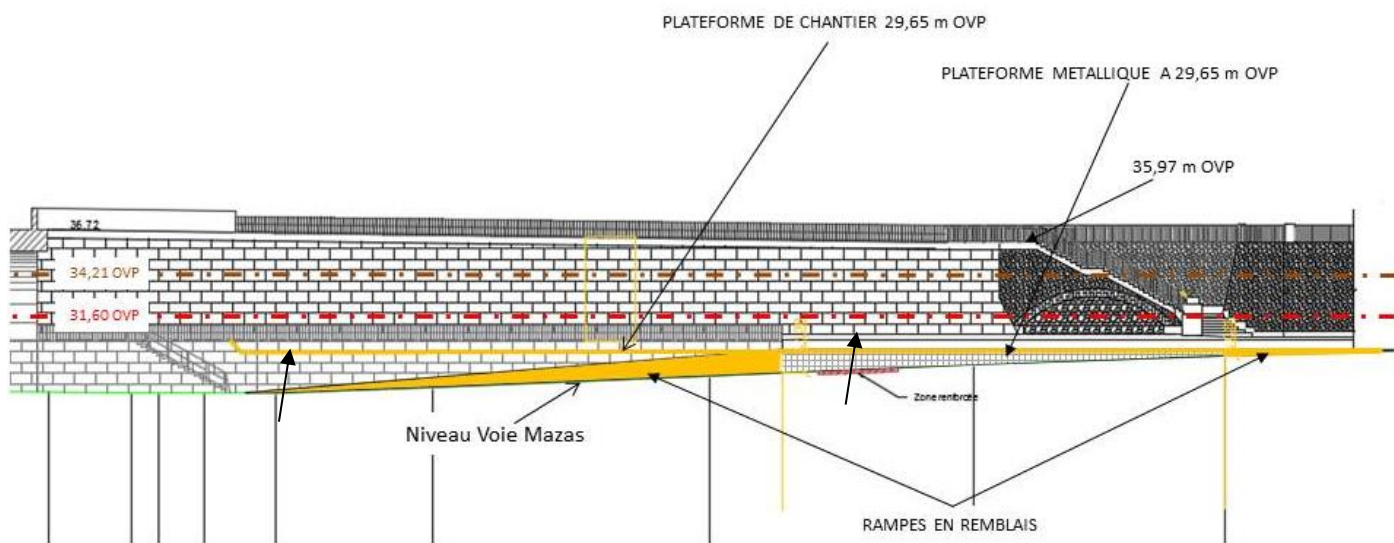 PLATEFORME DE CHANTIER 29,65 m OVP
PLATEFORME METALLIQUE A 29,65 m OVP
35,97 m OVP
36.72
34,21 OVP
31,60 OVP
Zone renforcée
Niveau Voie Mazas
RAMPES EN REMBLAIS